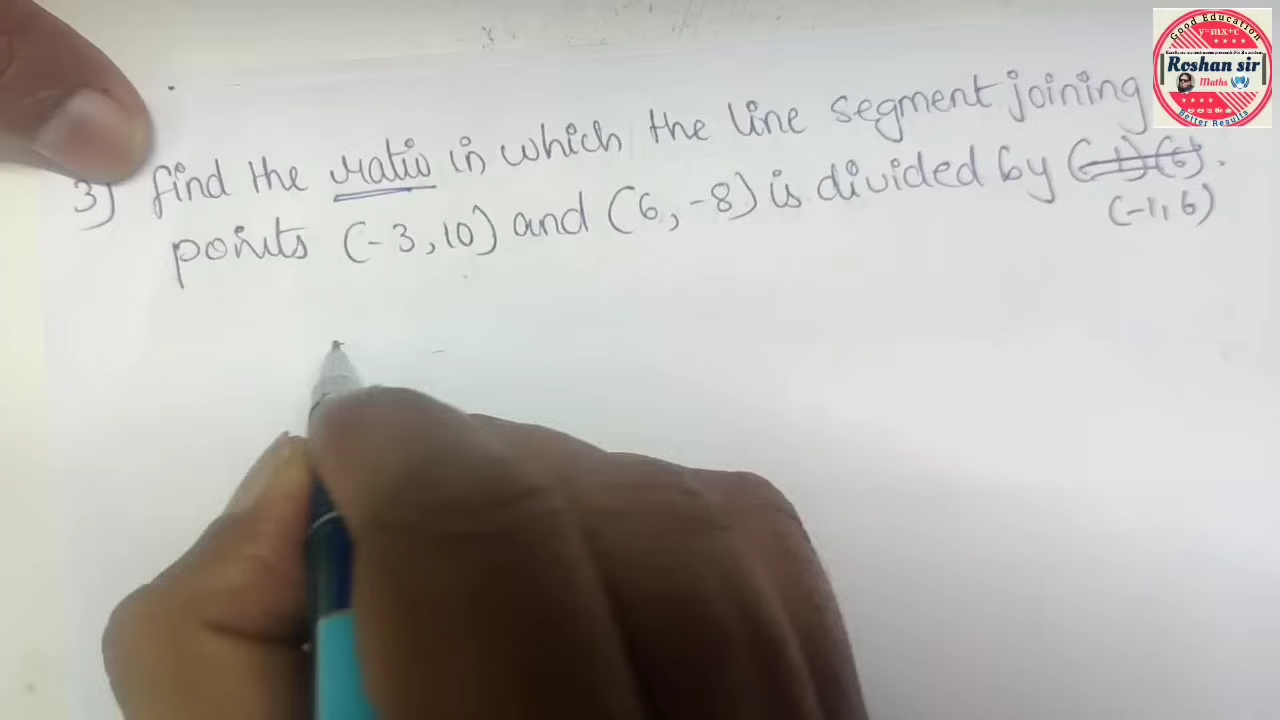 Good Education
y=mx+c
Roshan sir
Maths
Better Results
3) find the ratio in which the line segment joining
points (-3,10) and (6,-8) is divided by (-1)(6).
(-1,6)